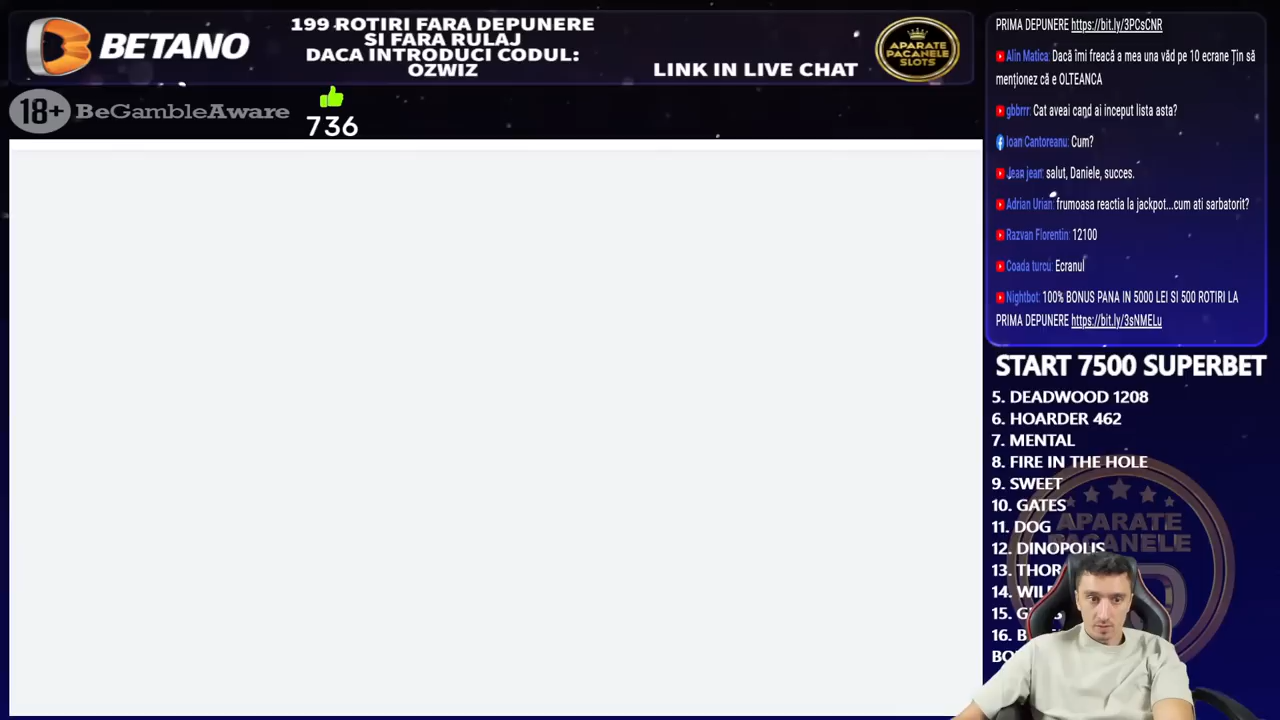 BETANO
199 ROTIRI FARA DEPUNERE
SI FARA RULAJ
DACA INTRODUCI CODUL:
OZWIZ
LINK IN LIVE CHAT
APARATE
PACANELE
SLOTS
18+ BeGambleAware
736
PRIMA DEPUNERE https://bit.ly/3PCsCNR
Alin Matica: Dacă imi freacă a mea una văd pe 10 ecrane Țin să
menționez că e OLTEANCA
gbbrrr: Cat aveai cand ai inceput lista asta?
Ioan Cantoreanu: Cum?
Jean jean: salut, Daniele, succes.
Adrian Urian: frumoasa reactia la jackpot...cum ati sarbatorit?
Razvan Florentin: 12100
Coada turcu: Ecranul
Nightbot: 100% BONUS PANA IN 5000 LEI SI 500 ROTIRI LA
PRIMA DEPUNERE https://bit.ly/3sNMELu
START 7500 SUPERBET
5. DEADWOOD 1208
6. HOARDER 462
7. MENTAL
8. FIRE IN THE HOLE
9. SWEET
10. GATES
11. DOG
12. DINOPOLIS
13. THOR
14.
15.
16.
APARATE
PACANELE